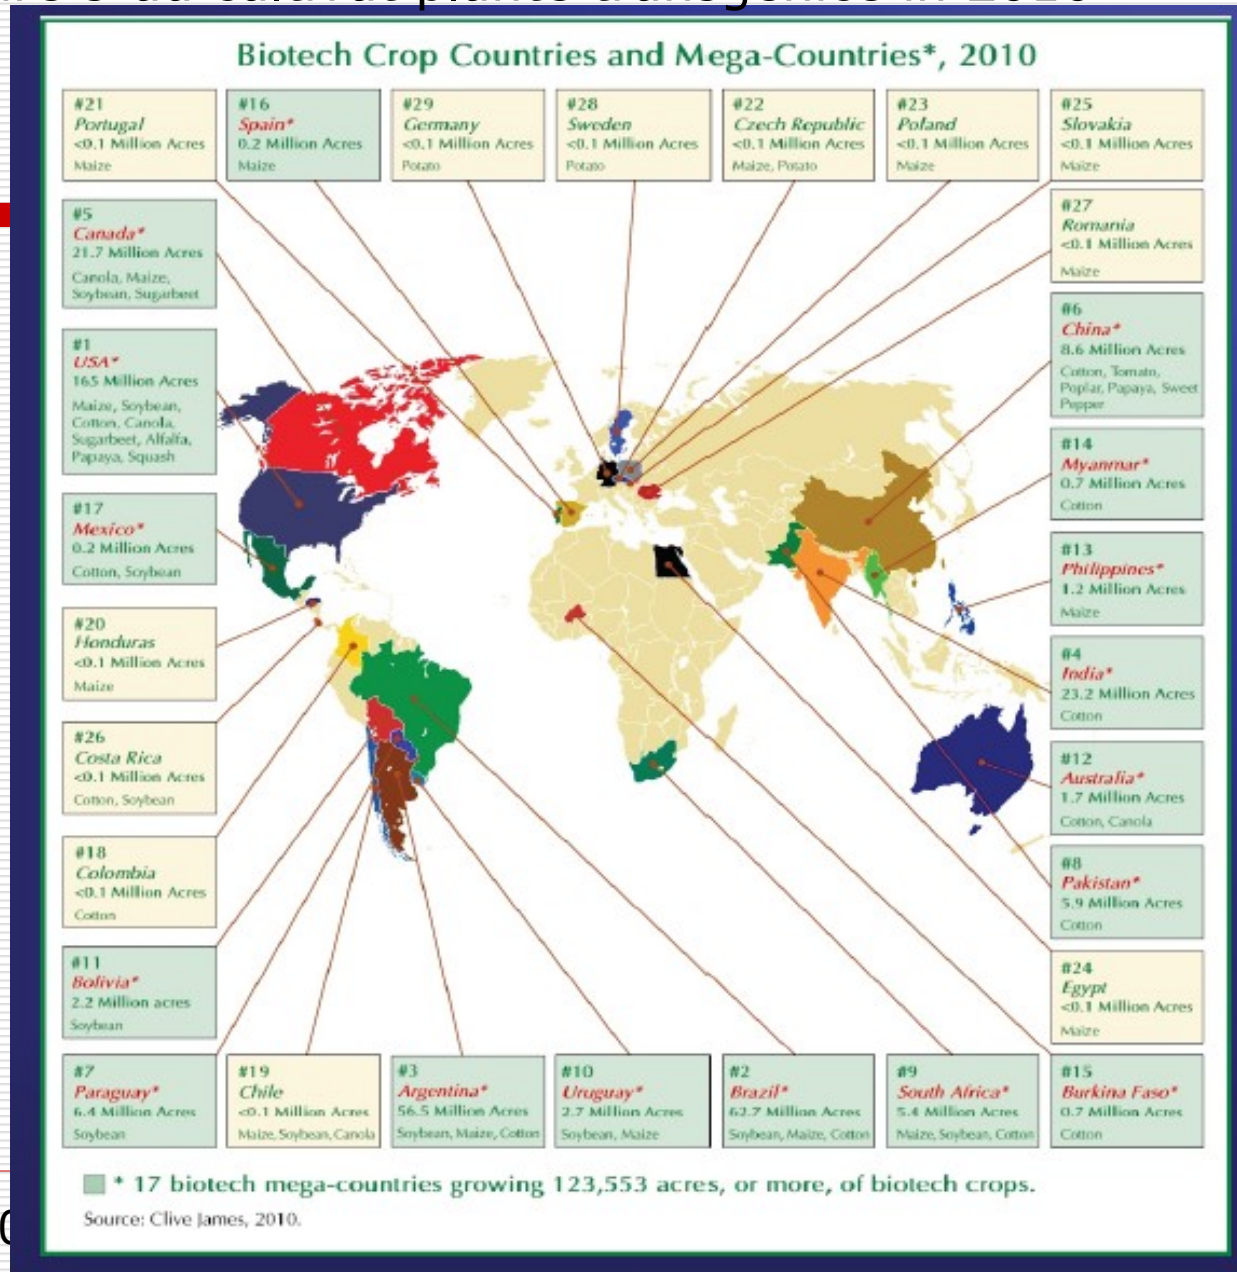 plante transgenice în 2010
Biotech Crop Countries and Mega-Countries*, 2010
#21
Portugal
<0.1 Million Acres
Maize
#16
Spain*
0.2 Million Acres
Maize
#29
Germany
<0.1 Million Acres
Potato
#28
Sweden
<0.1 Million Acres
Potato
#22
Czech Republic
<0.1 Million Acres
Maize, Potato
#23
Poland
<0.1 Million Acres
Maize
#25
Slovakia
<0.1 Million Acres
Maize
#5
Canada*
21.7 Million Acres
Canola, Maize,
Soybean, Sugarbeet
#1
USA*
165 Million Acres
Maize, Soybean,
Cotton, Canola,
Sugarbeet, Alfalfa,
Papaya, Squash
#17
Mexico*
0.2 Million Acres
Cotton, Soybean
#20
Honduras
<0.1 Million Acres
Maize
#26
Costa Rica
<0.1 Million Acres
Cotton, Soybean
#18
Colombia
<0.1 Million Acres
Cotton
#11
Bolivia*
2.2 Million acres
Soybean
#27
Romania
<0.1 Million Acres
Maize
#6
China*
8.6 Million Acres
Cotton, Tomato,
Poplar, Papaya, Sweet
Pepper
#14
Myanmar*
0.7 Million Acres
Cotton
#13
Philippines*
1.2 Million Acres
Maize
#4
India*
23.2 Million Acres
Cotton
#12
Australia*
1.7 Million Acres
Cotton, Canola
#8
Pakistan*
5.9 Million Acres
Cotton
#24
Egypt
<0.1 Million Acres
Maize
#7
Paraguay*
6.4 Million Acres
Soybean
#19
Chile
<0.1 Million Acres
Maize, Soybean, Canola
#3
Argentina*
56.5 Million Acres
Soybean, Maize, Cotton
#10
Uruguay*
2.7 Million Acres
Soybean, Maize
#2
Brazil*
62.7 Million Acres
Soybean, Maize, Cotton
#9
South Africa*
5.4 Million Acres
Maize, Soybean, Cotton
#15
Burkina Faso*
0.7 Million Acres
Cotton
* 17 biotech mega-countries growing 123,553 acres, or more, of biotech crops.
Source: Clive James, 2010.